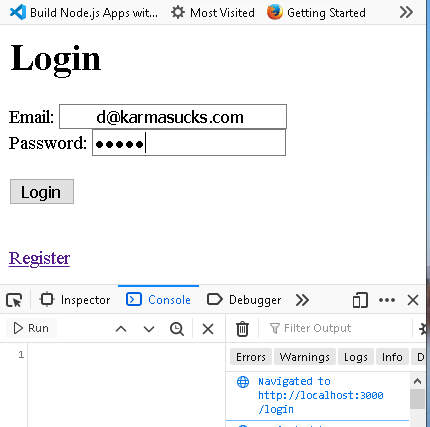 Build Node.js Apps wit... Most Visited Getting Started
Login
Email: d@karmasucks.com
Password: •••••
Login
Register
Inspector Console Debugger
Run Filter Output
1
Errors Warnings Logs Info D
Navigated to
http://localhost:3000
/login